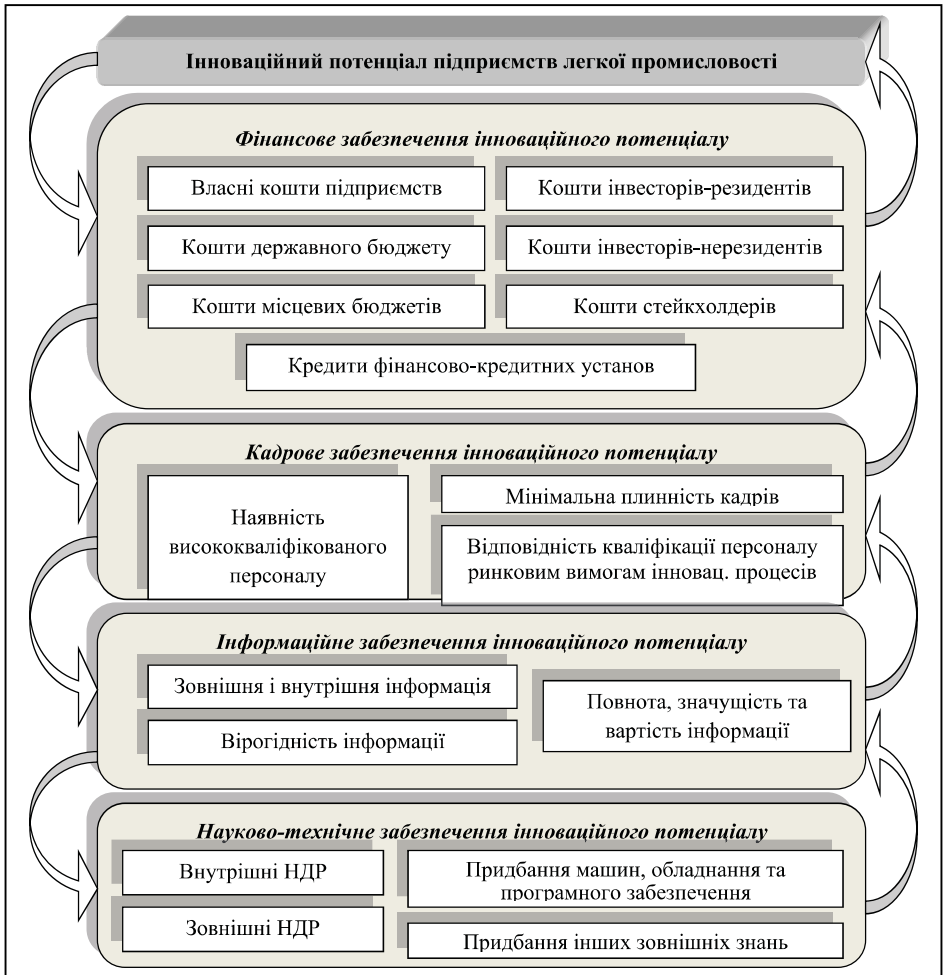 Інноваційний потенціал підприємств легкої промисловості
Фінансове забезпечення інноваційного потенціалу
Власні кошти підприємств
Кошти інвесторів-резидентів
Кошти державного бюджету
Кошти інвесторів-нерезидентів
Кошти місцевих бюджетів
Кошти стейкхолдерів
Кредити фінансово-кредитних установ
Кадрове забезпечення інноваційного потенціалу
Наявність
висококваліфікованого
персоналу
Мінімальна плинність кадрів
Відповідність кваліфікації персоналу
ринковим вимогам інновац. процесів
Інформаційне забезпечення інноваційного потенціалу
Зовнішня і внутрішня інформація
Вірогідність інформації
Повнота, значущість та
вартість інформації
Науково-технічне забезпечення інноваційного потенціалу
Внутрішні НДР
Зовнішні НДР
Придбання машин, обладнання та
програмного забезпечення
Придбання інших зовнішніх знань